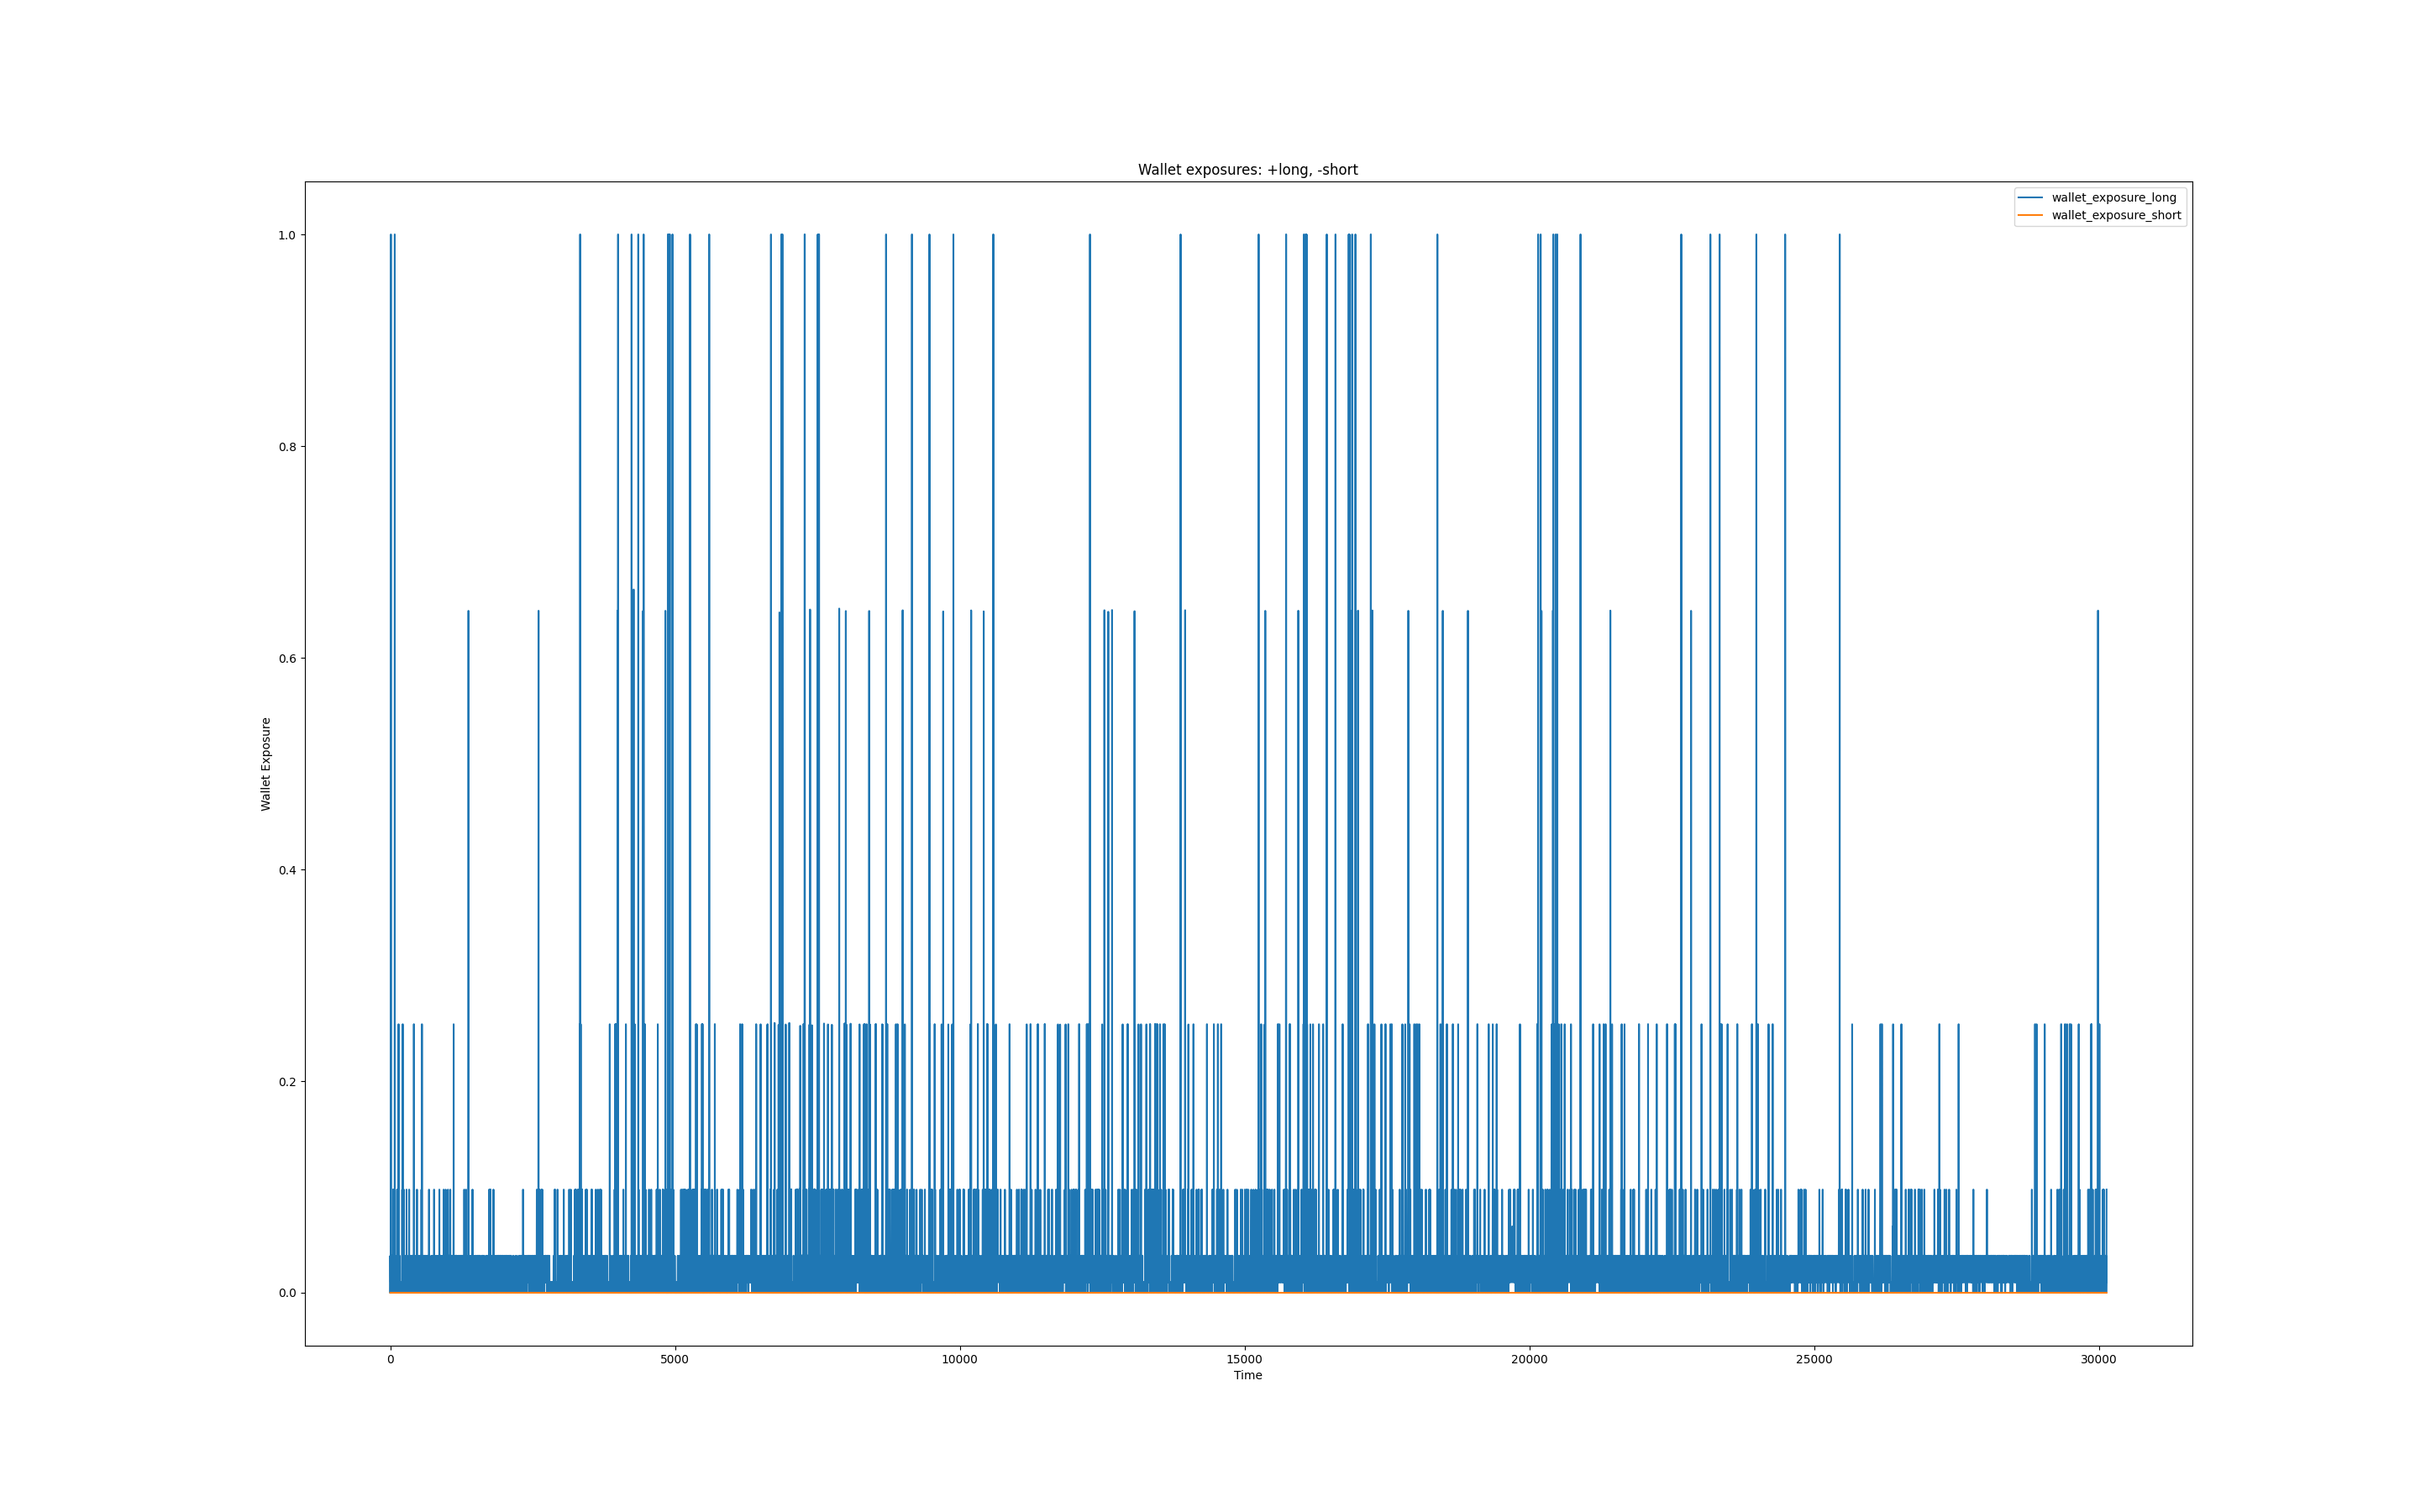 Wallet exposures: +long, -short
wallet_exposure_long
wallet_exposure_short
1.0
0.8
0.6
0.4
0.2
0.0
Wallet Exposure
0 5000 10000 15000 20000 25000 30000
Time